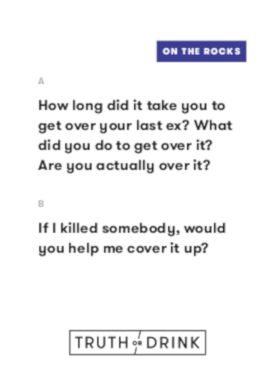 ON THE ROCKS
A
How long did it take you to
get over your last ex? What
did you do to get over it?
Are you actually over it?
B
If I killed somebody, would
you help me cover it up?
TRUTH OR DRINK